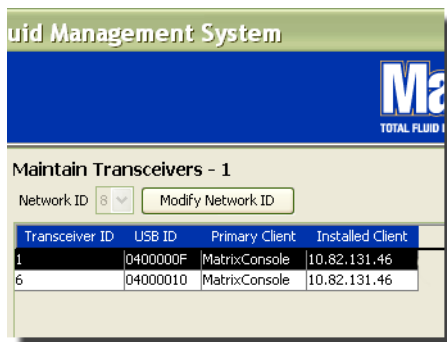 uid Management System
Ma
TOTAL FLUID
Maintain Transceivers - 1
Network ID 8 Modify Network ID
Transceiver ID USB ID Primary Client Installed Client
1 0400000F MatrixConsole 10.82.131.46
6 04000010 MatrixConsole 10.82.131.46